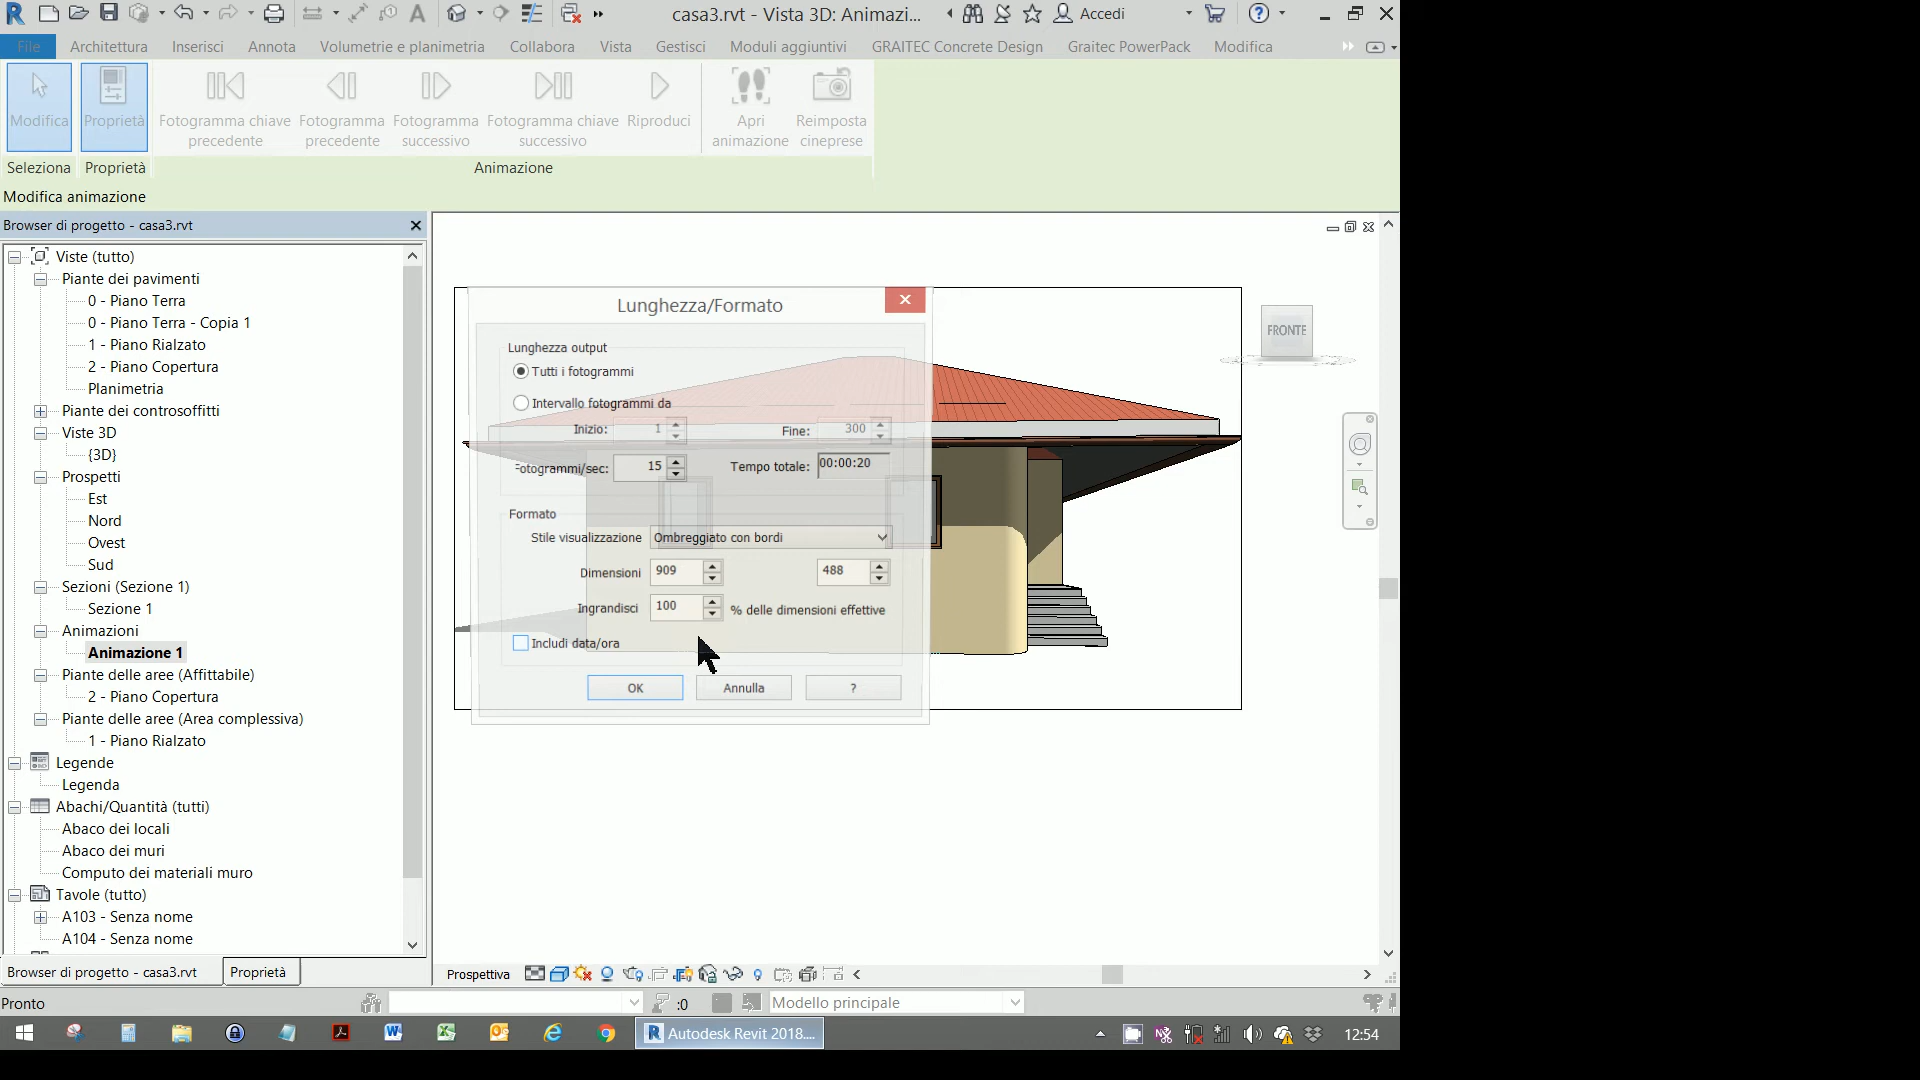 casa3.rvt - Vista 3D: Animazi...
Accedi
File
Architettura
Inserisci
Annota
Volumetrie e planimetria
Collabora
Vista
Gestisci
Moduli aggiuntivi
GRAITEC Concrete Design
Graitec PowerPack
Modifica
Modifica
Proprietà
Fotogramma chiave precedente
Fotogramma precedente
Fotogramma successivo
Fotogramma chiave successivo
Riproduci
Apri animazione
Reimposta cineprese
Seleziona
Proprietà
Animazione
Modifica animazione
Browser di progetto - casa3.rvt
Viste (tutto)
Piante dei pavimenti
0 - Piano Terra
0 - Piano Terra - Copia 1
1 - Piano Rialzato
2 - Piano Copertura
Planimetria
Piante dei controsoffitti
Viste 3D
{3D}
Prospetti
Est
Nord
Ovest
Sud
Sezioni (Sezione 1)
Sezione 1
Animazioni
Animazione 1
Piante delle aree (Affittabile)
2 - Piano Copertura
Piante delle aree (Area complessiva)
1 - Piano Rialzato
Legende
Legenda
Abachi/Quantità (tutti)
Abaco dei locali
Abaco dei muri
Computo dei materiali muro
Tavole (tutto)
A103 - Senza nome
A104 - Senza nome
Browser di progetto - casa3.rvt
Proprietà
Lunghezza/Formato
Lunghezza output
Tutti i fotogrammi
Intervallo fotogrammi da
Inizio: 1
Fine: 300
Fotogrammi/sec: 15
Tempo totale: 00:00:20
Formato
Stile visualizzazione Ombreggiato con bordi
Dimensioni 909 488
Ingrandisci 100 % delle dimensioni effettive
Includi data/ora
OK
Annulla
?
FRONTE
Prospettiva
Pronto
:0
Modello principale
Autodesk Revit 2018....
12:54